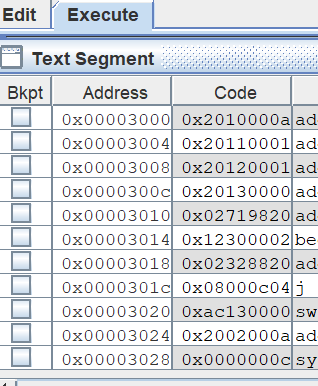 Edit Execute
Text Segment
Bkpt Address Code
0x00003000 0x2010000a ad
0x00003004 0x20110001 ad
0x00003008 0x20120001 ad
0x0000300c 0x20130000 ad
0x00003010 0x02719820 ad
0x00003014 0x12300002 be
0x00003018 0x02328820 ad
0x0000301c 0x08000c04 j
0x00003020 0xac130000 sw
0x00003024 0x2002000a ad
0x00003028 0x0000000c sy